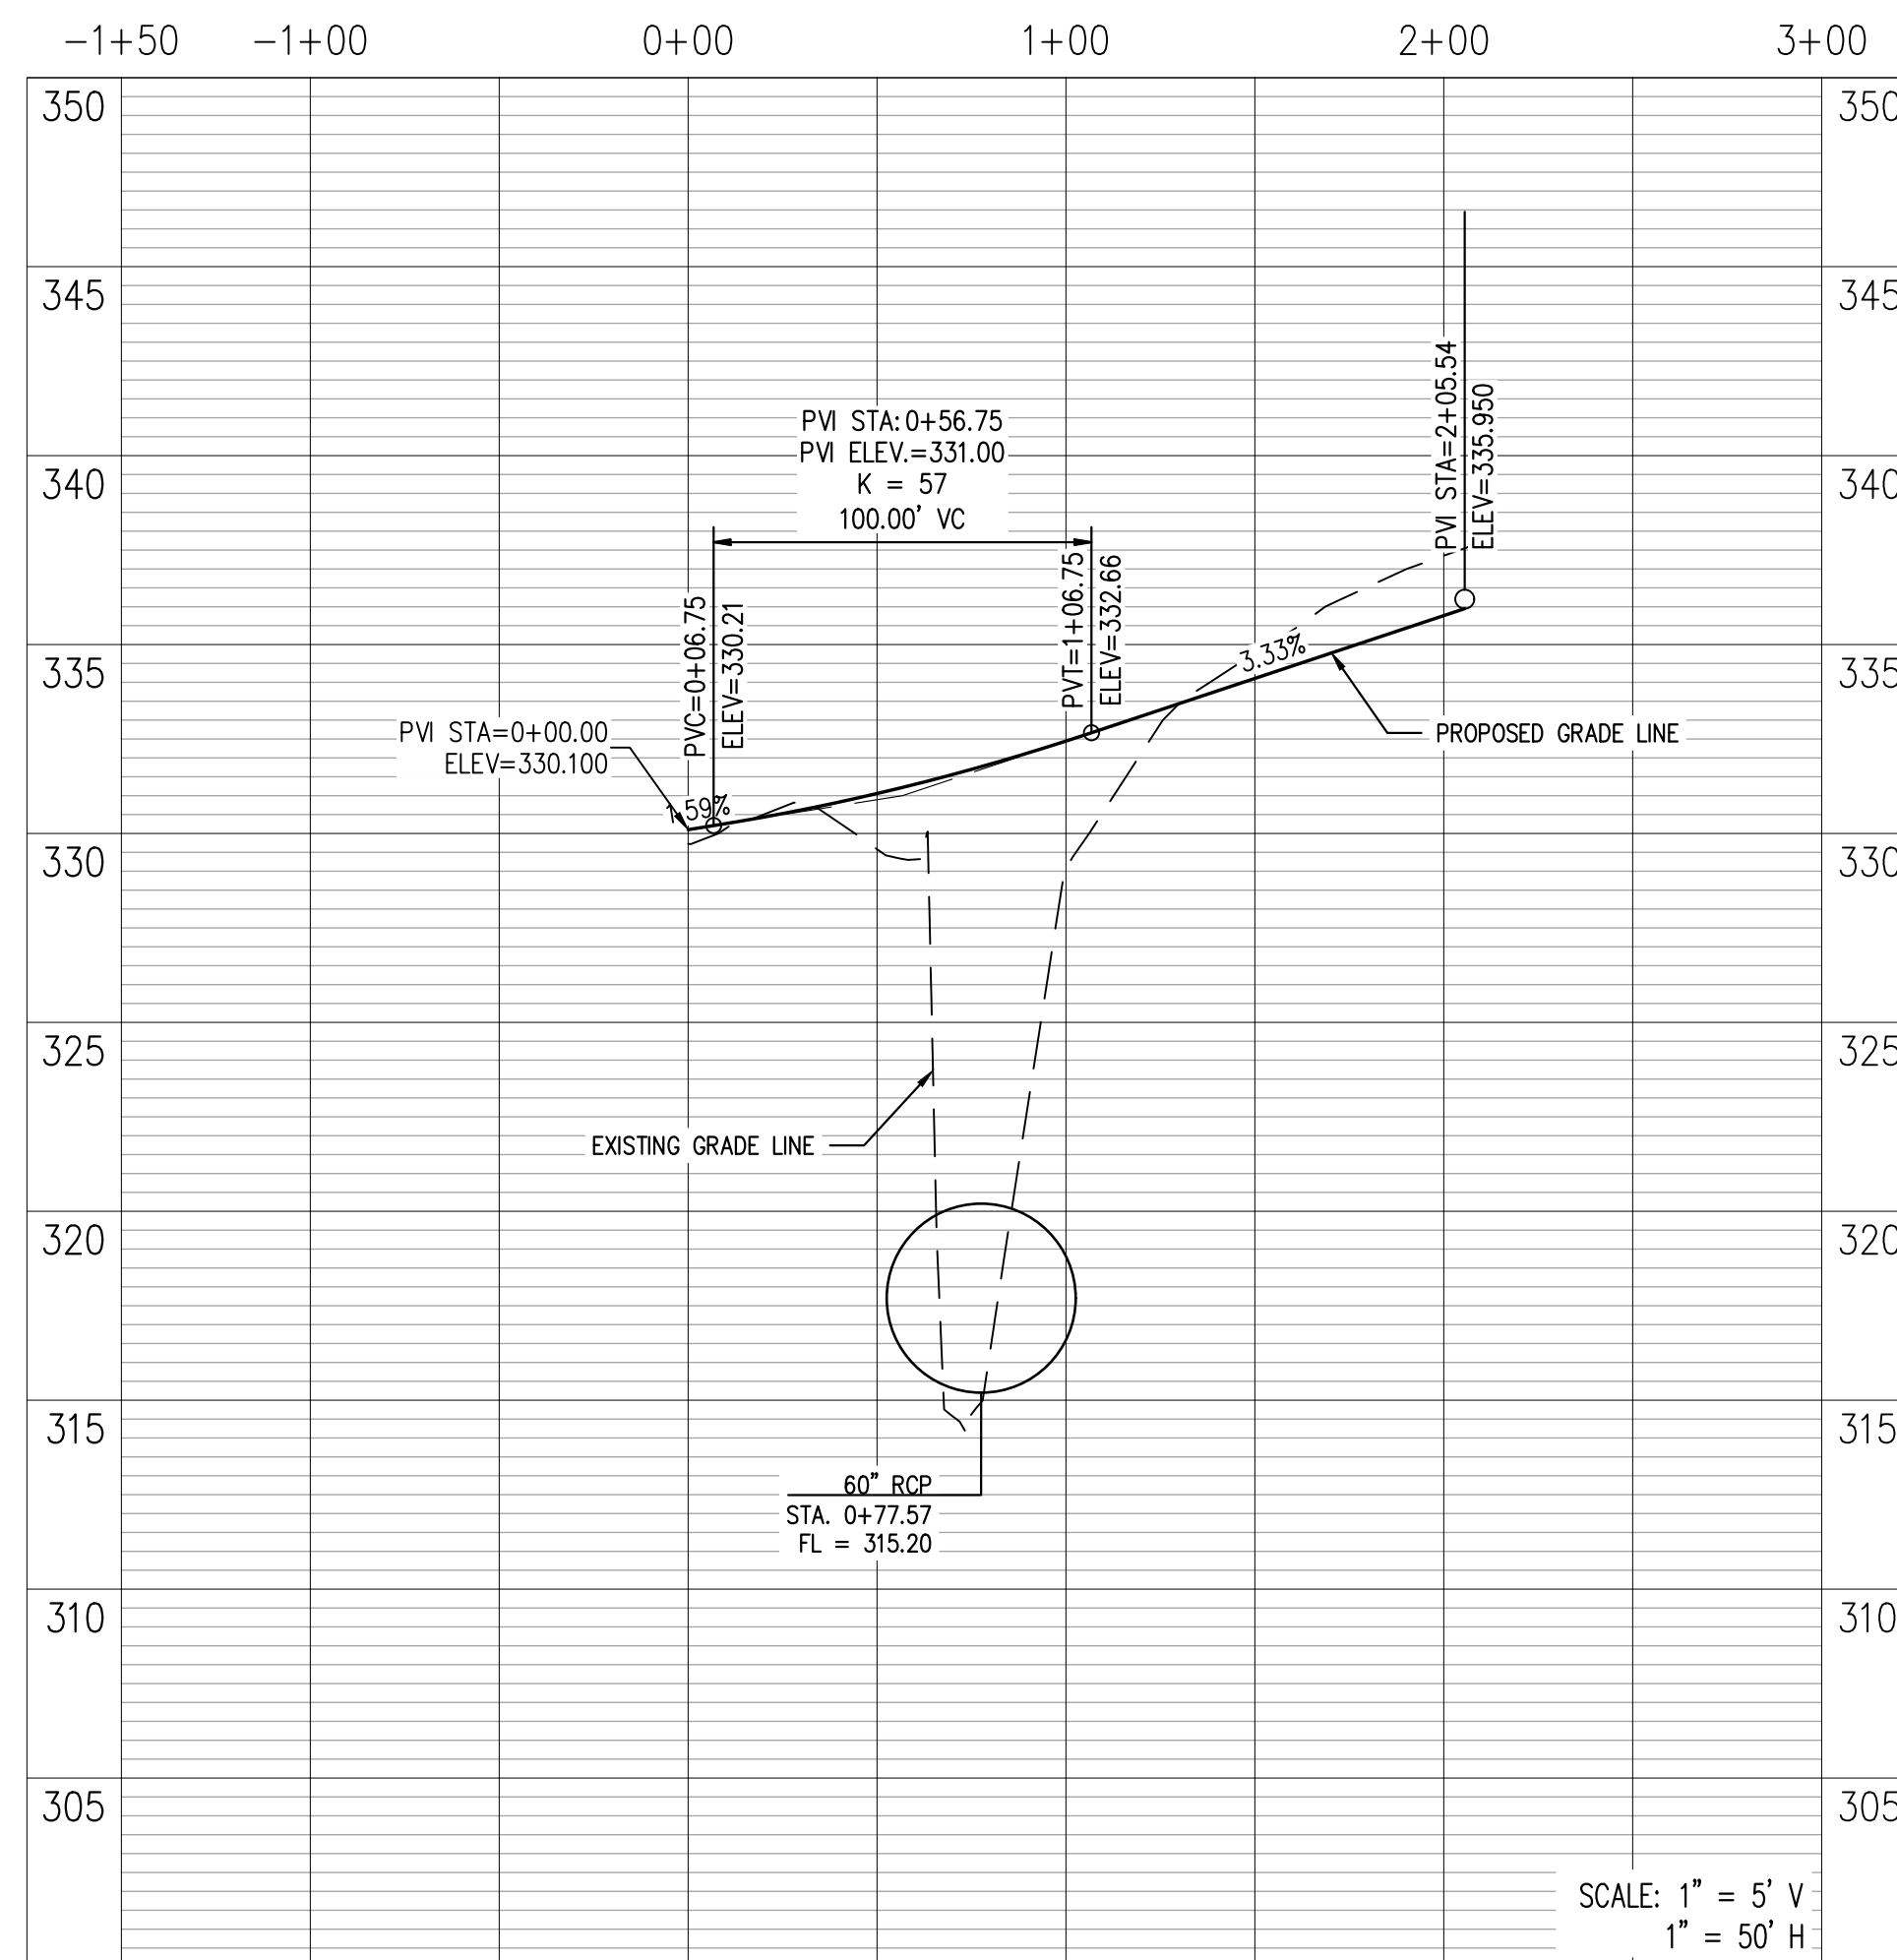 -1+50 -1+00 0+00 1+00 2+00 3+00
350 350
345 345
PVI STA=2+05.54
ELEV=335.950
PVI STA:0+56.75
PVI ELEV.=331.00
K = 57
100.00' VC
340 340
PVC=0+06.75
ELEV=330.21
PVT=1+06.75
ELEV=332.66
3.33%
335 335
PVI STA=0+00.00
ELEV=330.100
PROPOSED GRADE LINE
1.59%
330 330
325 325
EXISTING GRADE LINE
320 320
315 315
60" RCP
STA. 0+77.57
FL = 315.20
310 310
305 305
SCALE: 1" = 5' V
1" = 50' H